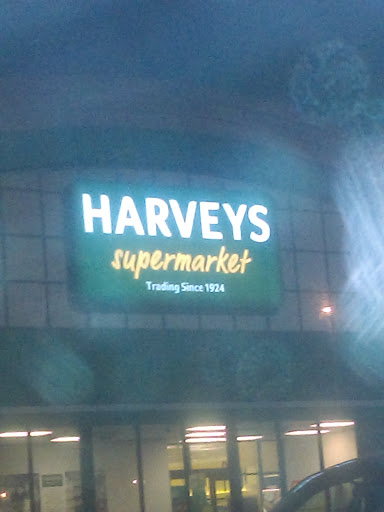 HARVEYS
supermarket
Trading Since 1924